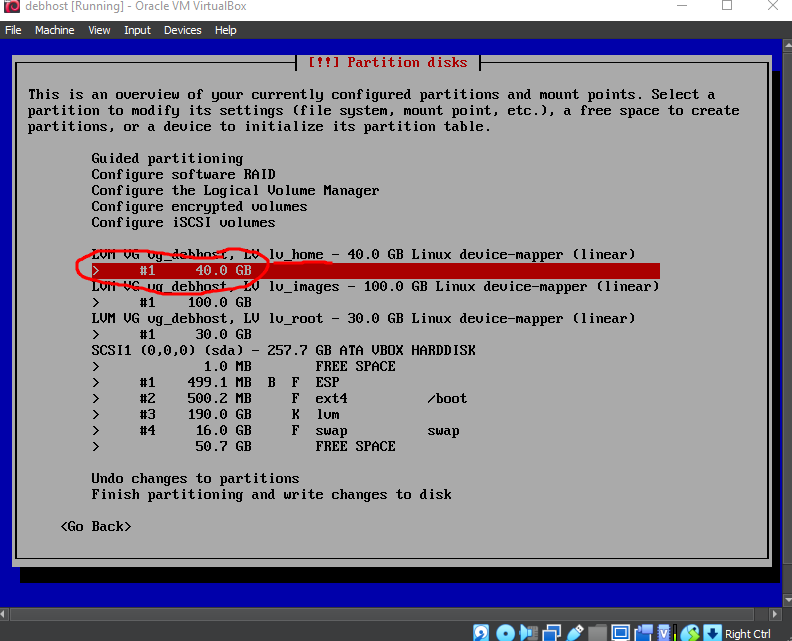 debhost [Running] - Oracle VM VirtualBox
File Machine View Input Devices Help
[!!] Partition disks
This is an overview of your currently configured partitions and mount points. Select a
partition to modify its settings (file system, mount point, etc.), a free space to create
partitions, or a device to initialize its partition table.
Guided partitioning
Configure software RAID
Configure the Logical Volume Manager
Configure encrypted volumes
Configure iSCSI volumes
LVM VG vg_debhost, LV lv_home - 40.0 GB Linux device-mapper (linear)
> #1 40.0 GB
LVM VG vg_debhost, LV lv_images - 100.0 GB Linux device-mapper (linear)
> #1 100.0 GB
LVM VG vg_debhost, LV lv_root - 30.0 GB Linux device-mapper (linear)
> #1 30.0 GB
SCSI1 (0,0,0) (sda) - 257.7 GB ATA VBOX HARDDISK
> 1.0 MB FREE SPACE
> #1 499.1 MB B F ESP
> #2 500.2 MB F ext4 /boot
> #3 190.0 GB K lvm
> #4 16.0 GB F swap swap
> 50.7 GB FREE SPACE
Undo changes to partitions
Finish partitioning and write changes to disk
<Go Back>
Right Ctrl